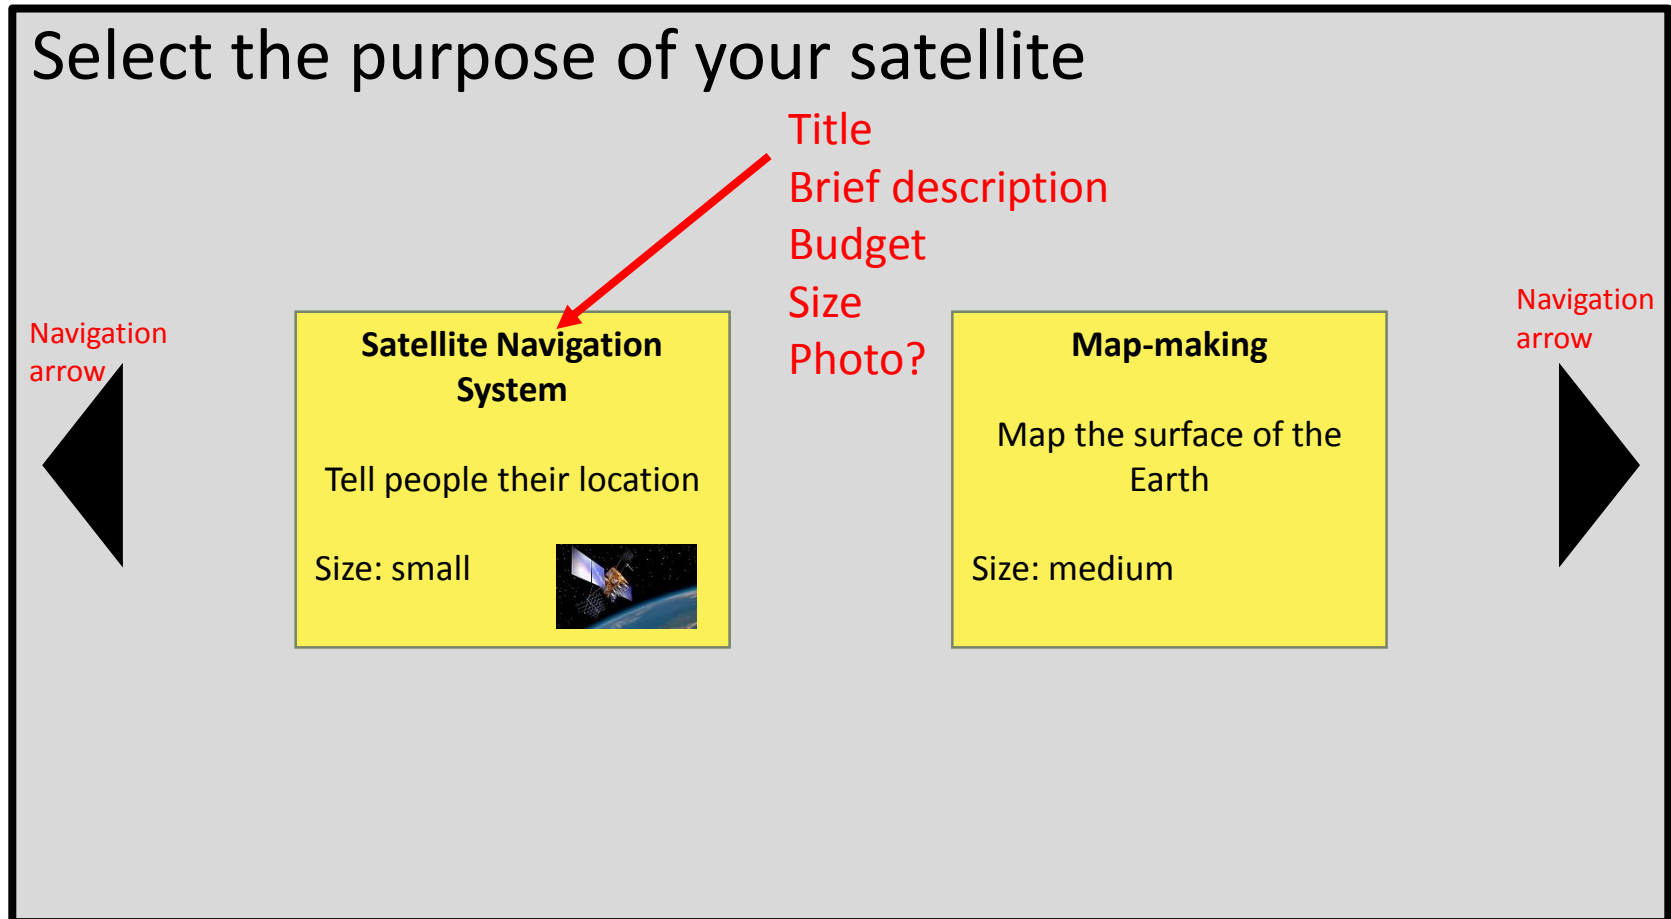 Select the purpose of your satellite
Title
Brief description
Budget
Size
Photo?
Navigation
arrow
Satellite Navigation
System
Tell people their location
Size: small
Map-making
Map the surface of the
Earth
Size: medium
Navigation
arrow